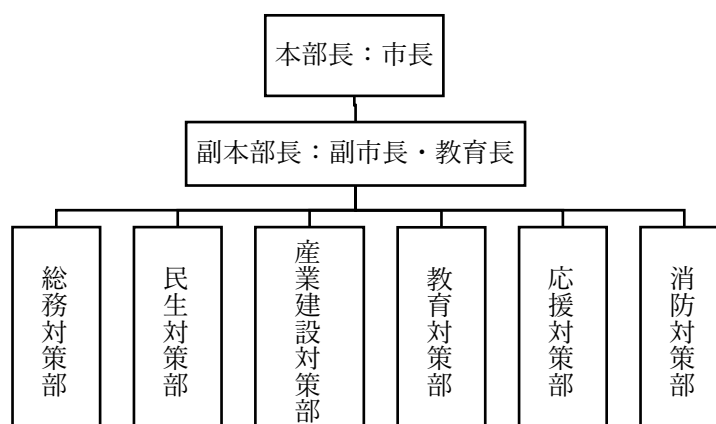 本部長：市長
副本部長：副市長・教育長
総務対策部
民生対策部
産業建設対策部
教育対策部
応援対策部
消防対策部